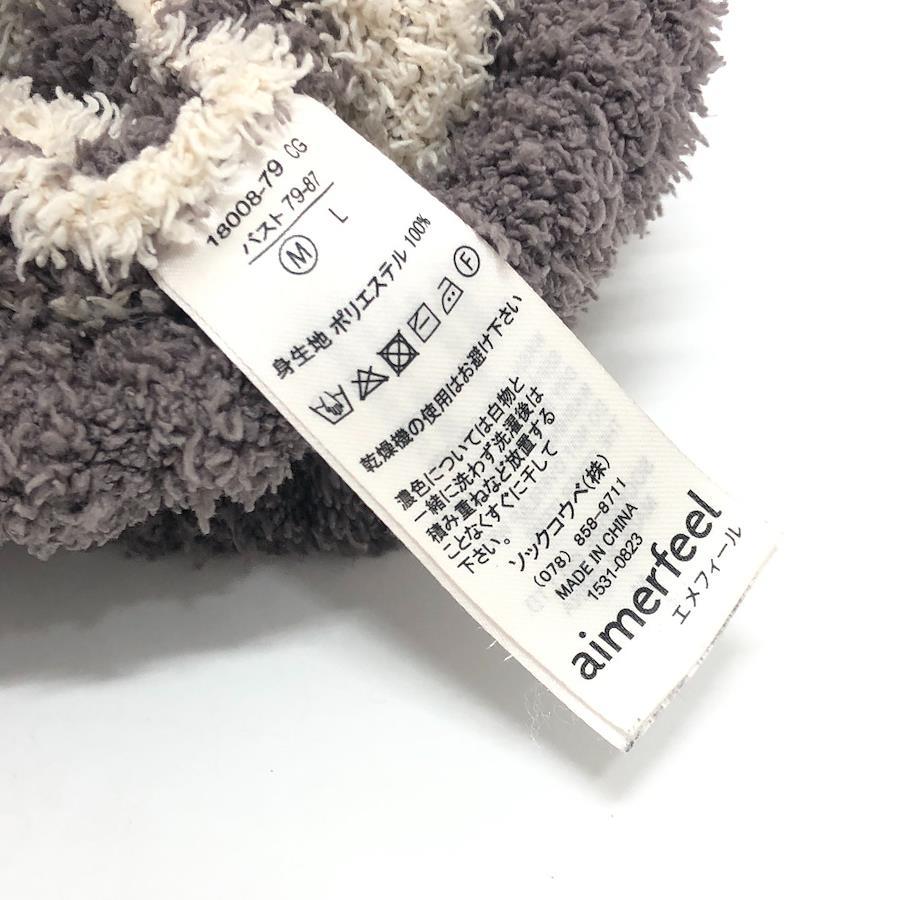 18008-79 CG
バスト 79-87
M L
身生地 ポリエステル 100%
F
乾燥機の使用はお避け下さい
濃色については白物と
一緒に洗わず洗濯後は
積み重ねなど放置する
ことなくすぐに干して
下さい。
ソックコウベ(株)
(078) 858-8711
MADE IN CHINA
1531-0823
aimerfeel
エメフィール